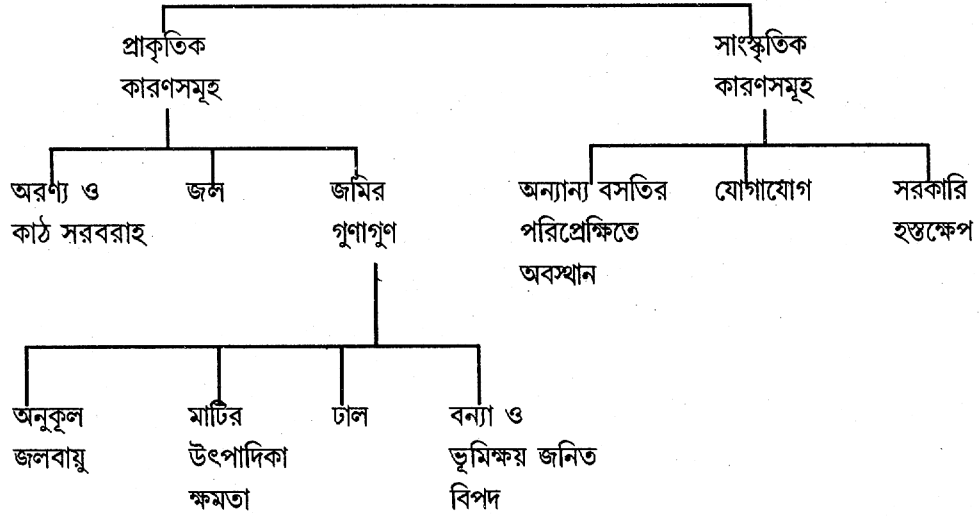 প্রাকৃতিক
কারণসমূহ
সাংস্কৃতিক
কারণসমূহ
অরণ্য ও
কাঠ সরবরাহ
জল
জমির
গুণাগুণ
অন্যান্য বসতির
পরিপ্রেক্ষিতে
অবস্থান
যোগাযোগ
সরকারি
হস্তক্ষেপ
অনুকূল
জলবায়ু
মাটির
উৎপাদিকা
ক্ষমতা
ঢাল
বন্যা ও
ভূমিক্ষয় জনিত
বিপদ